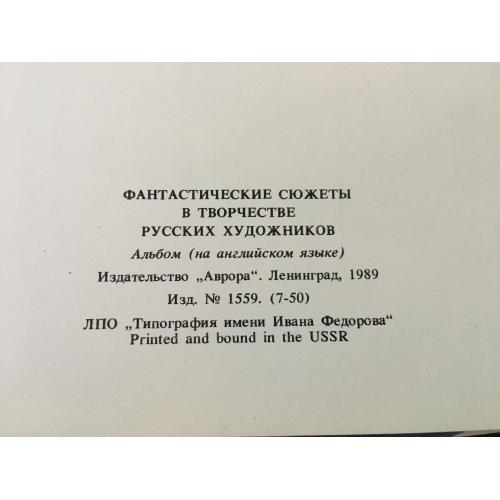 ФАНТАСТИЧЕСКИЕ СЮЖЕТЫ
В ТВОРЧЕСТВЕ
РУССКИХ ХУДОЖНИКОВ
Альбом (на английском языке)
Издательство „Аврора“. Ленинград, 1989
Изд. № 1559. (7-50)
ЛПО „Типография имени Ивана Федорова“
Printed and bound in the USSR